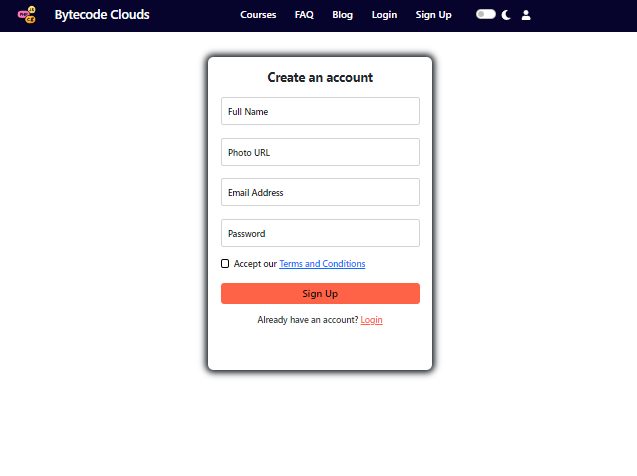 Bytecode Clouds Courses FAQ Blog Login Sign Up
Create an account
Full Name
Photo URL
Email Address
Password
Accept our Terms and Conditions
Sign Up
Already have an account? Login